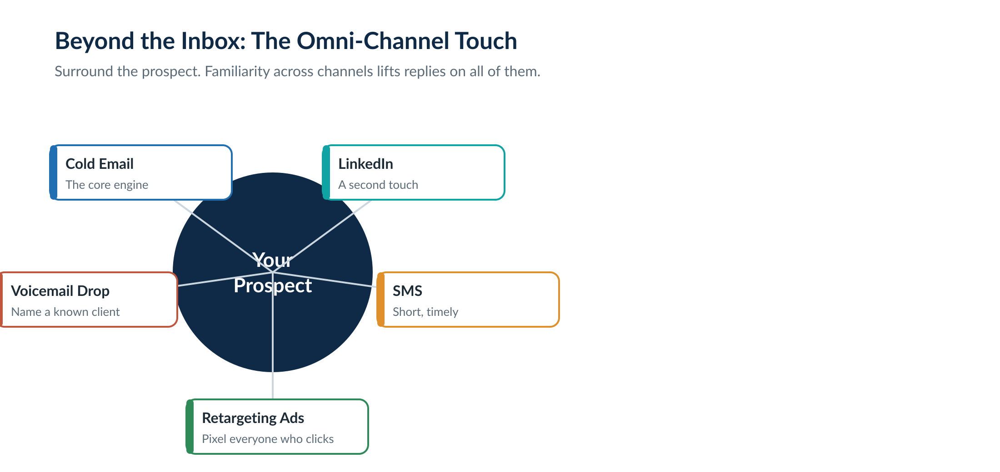 Beyond the Inbox: The Omni-Channel Touch
Surround the prospect. Familiarity across channels lifts replies on all of them.
Cold Email
The core engine
LinkedIn
A second touch
Your
Prospect
Voicemail Drop
Name a known client
SMS
Short, timely
Retargeting Ads
Pixel everyone who clicks